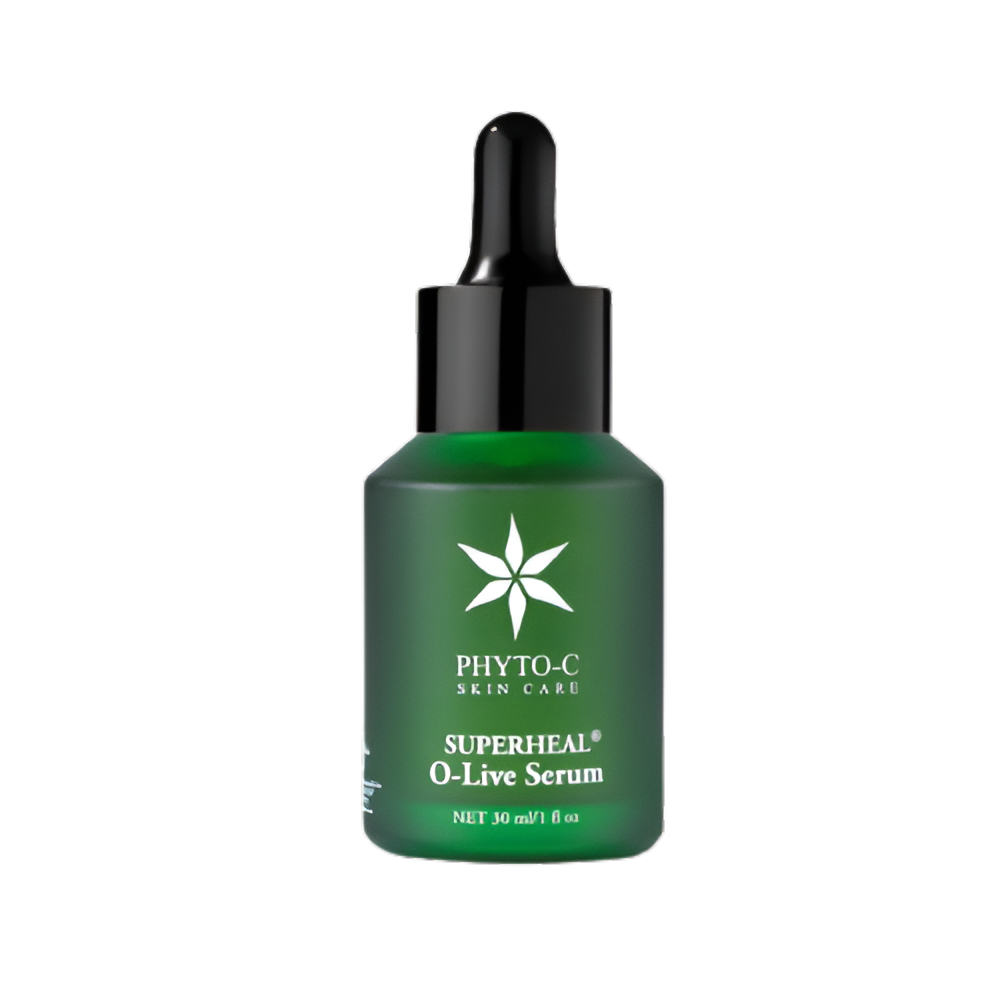 PHYTO-C
SKIN CARE
SUPERHEAL®
O-Live Serum
NET 30 ml/1 fl oz